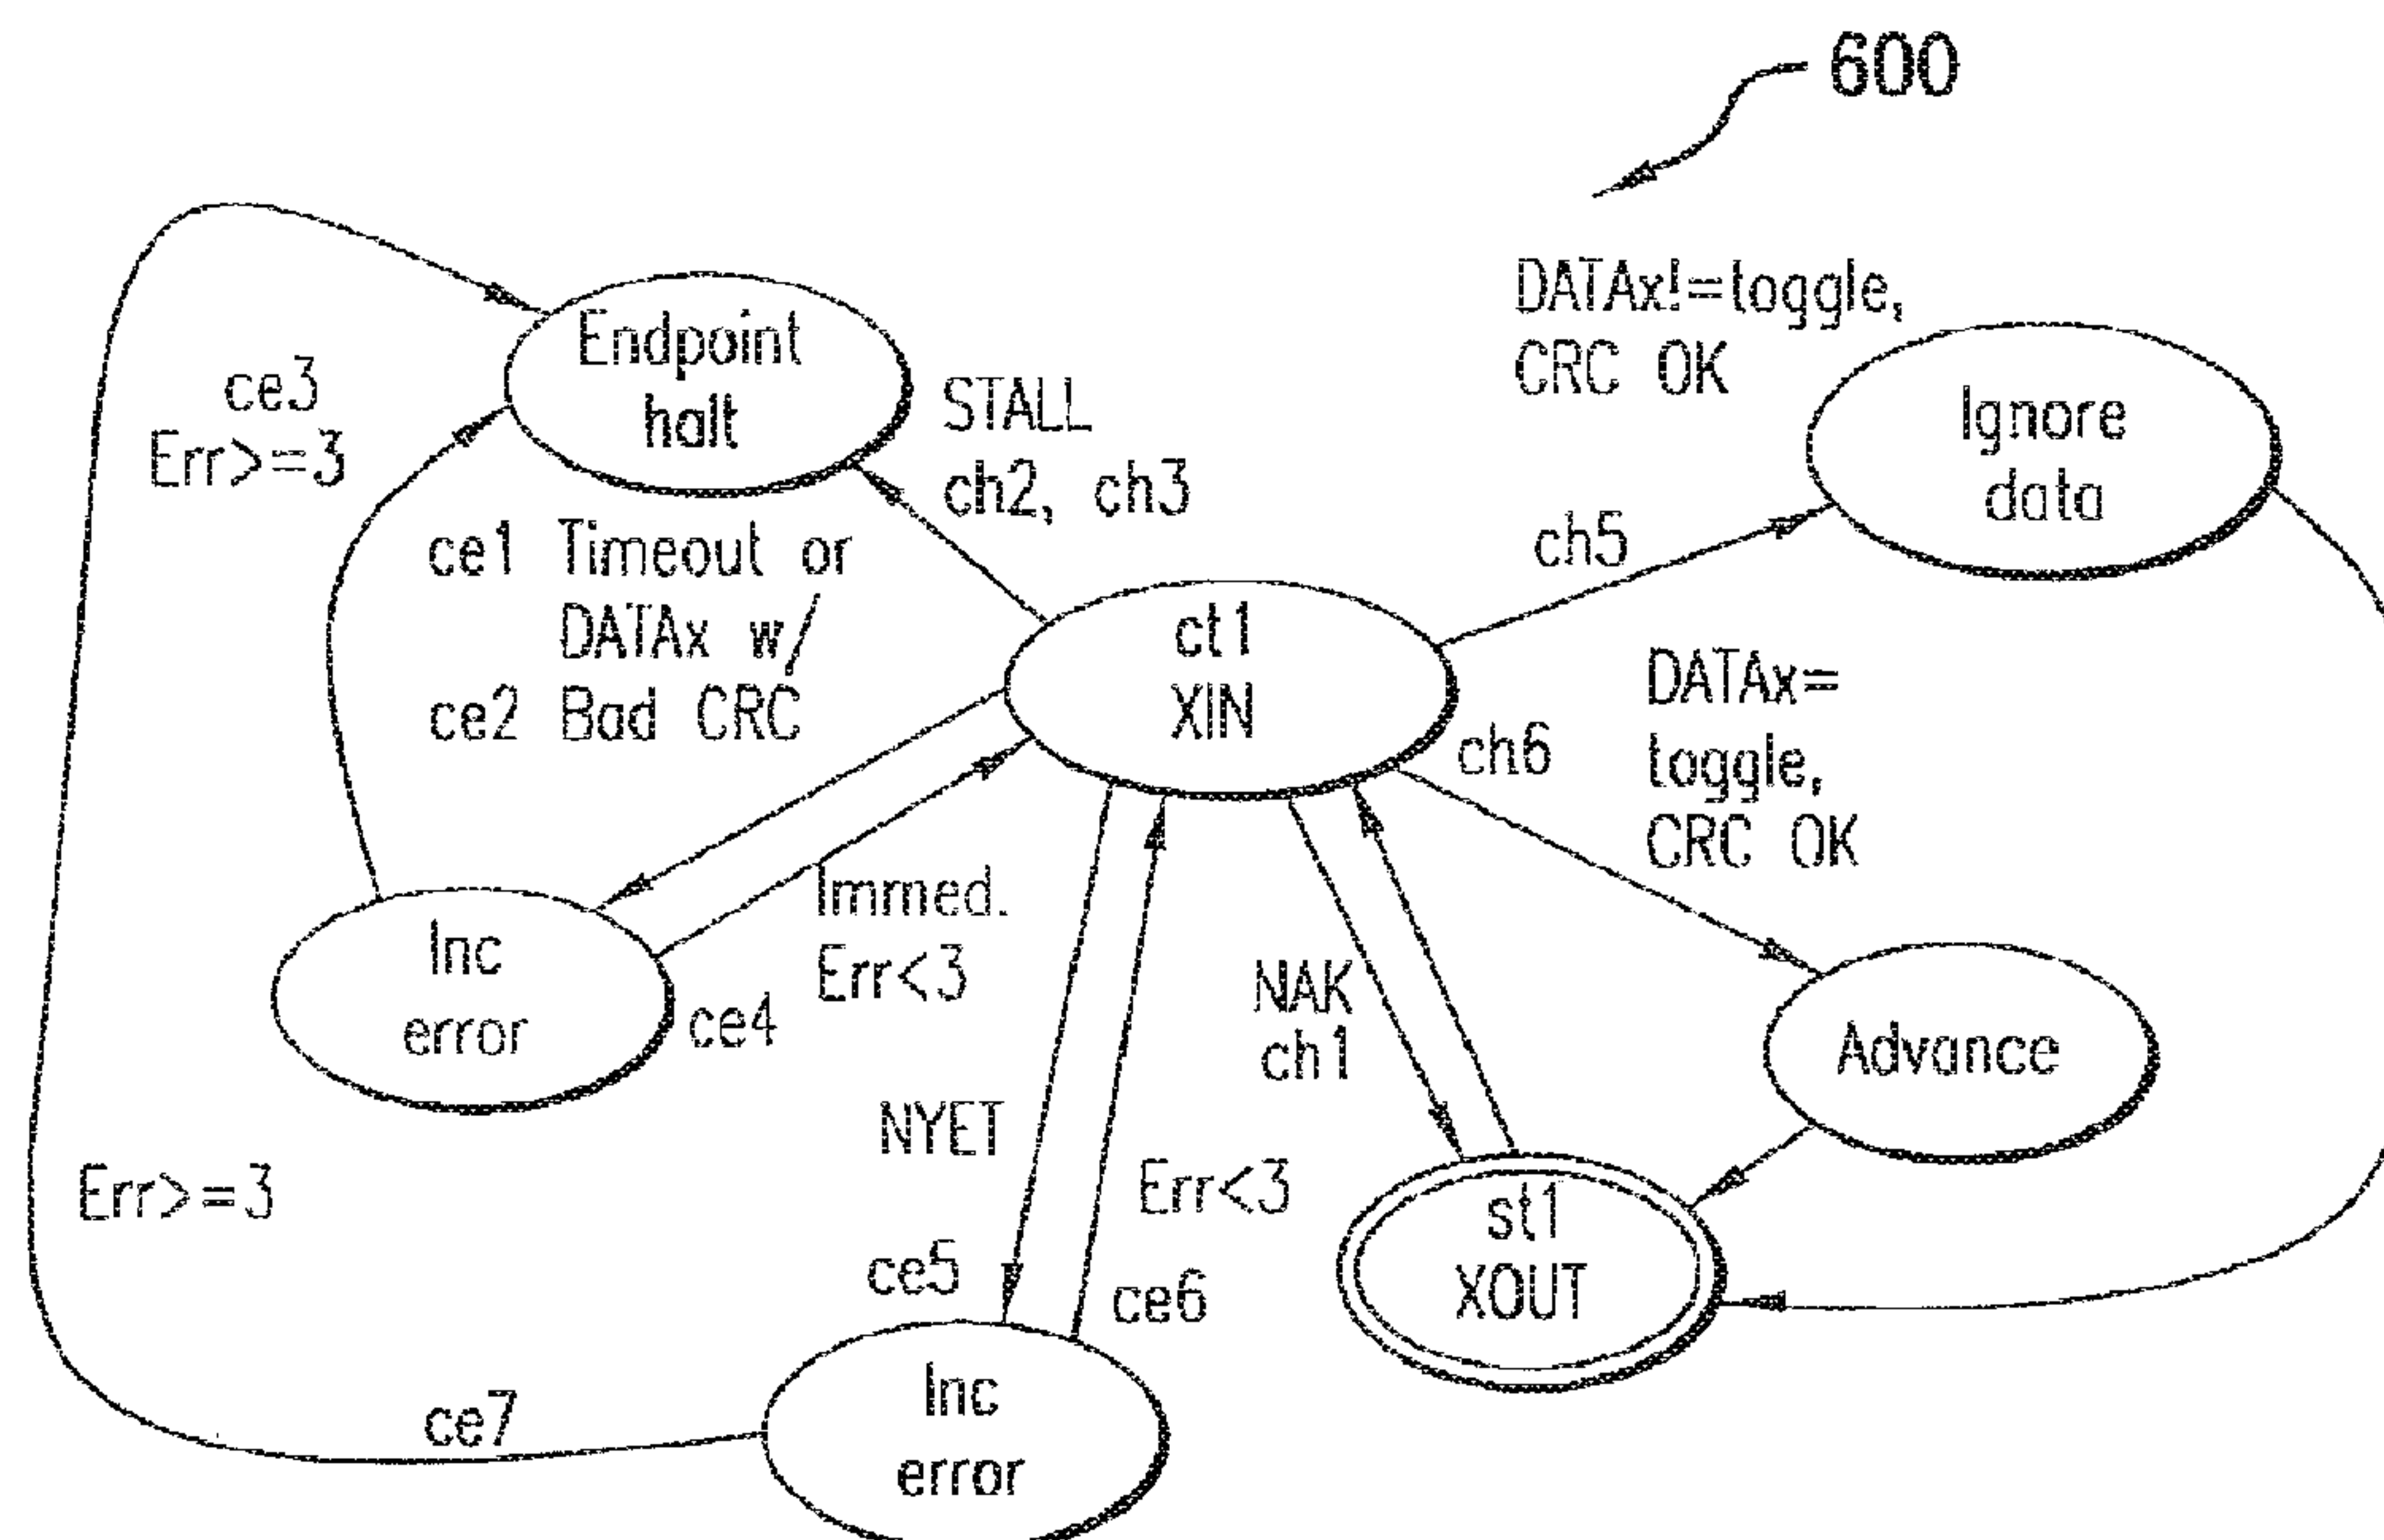 600
DATAx!=toggle,
CRC OK
Endpoint
halt
ce3
Err>=3
STALL
ch2, ch3
Ignore
data
ch5
ce1 Timeout or
DATAx w/
ce2 Bad CRC
ct1
XIN
DATAx=
toggle,
CRC OK
ch6
Immed.
Err<3
Inc
error
ce4
NAK
ch1
Advance
NYET
Err>=3
Err<3
st1
XOUT
ce5
ce6
ce7
Inc
error